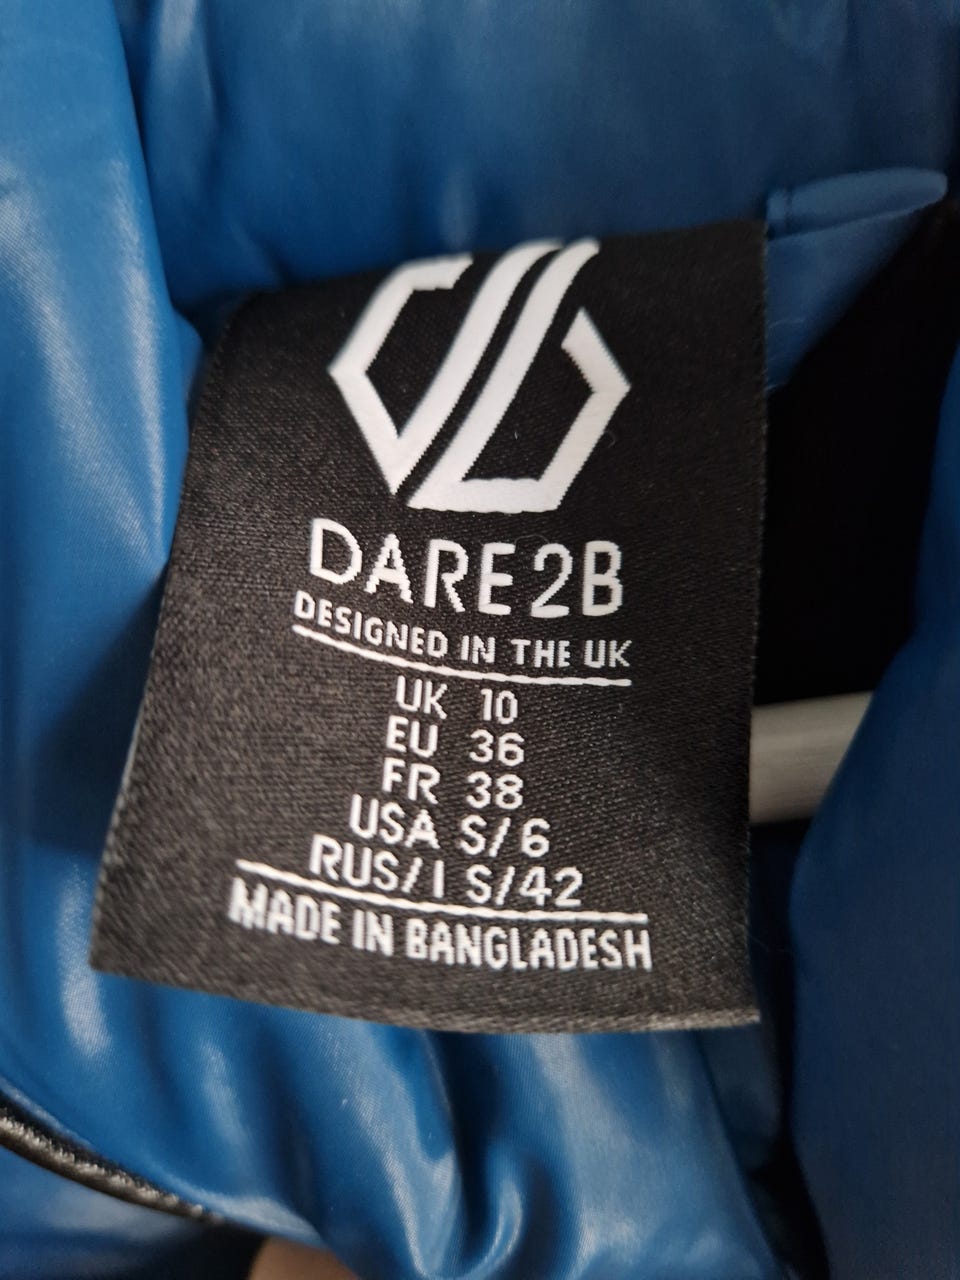 DARE2B
DESIGNED IN THE UK
UK 10
EU 36
FR 38
USA S/6
RUS/I S/42
MADE IN BANGLADESH